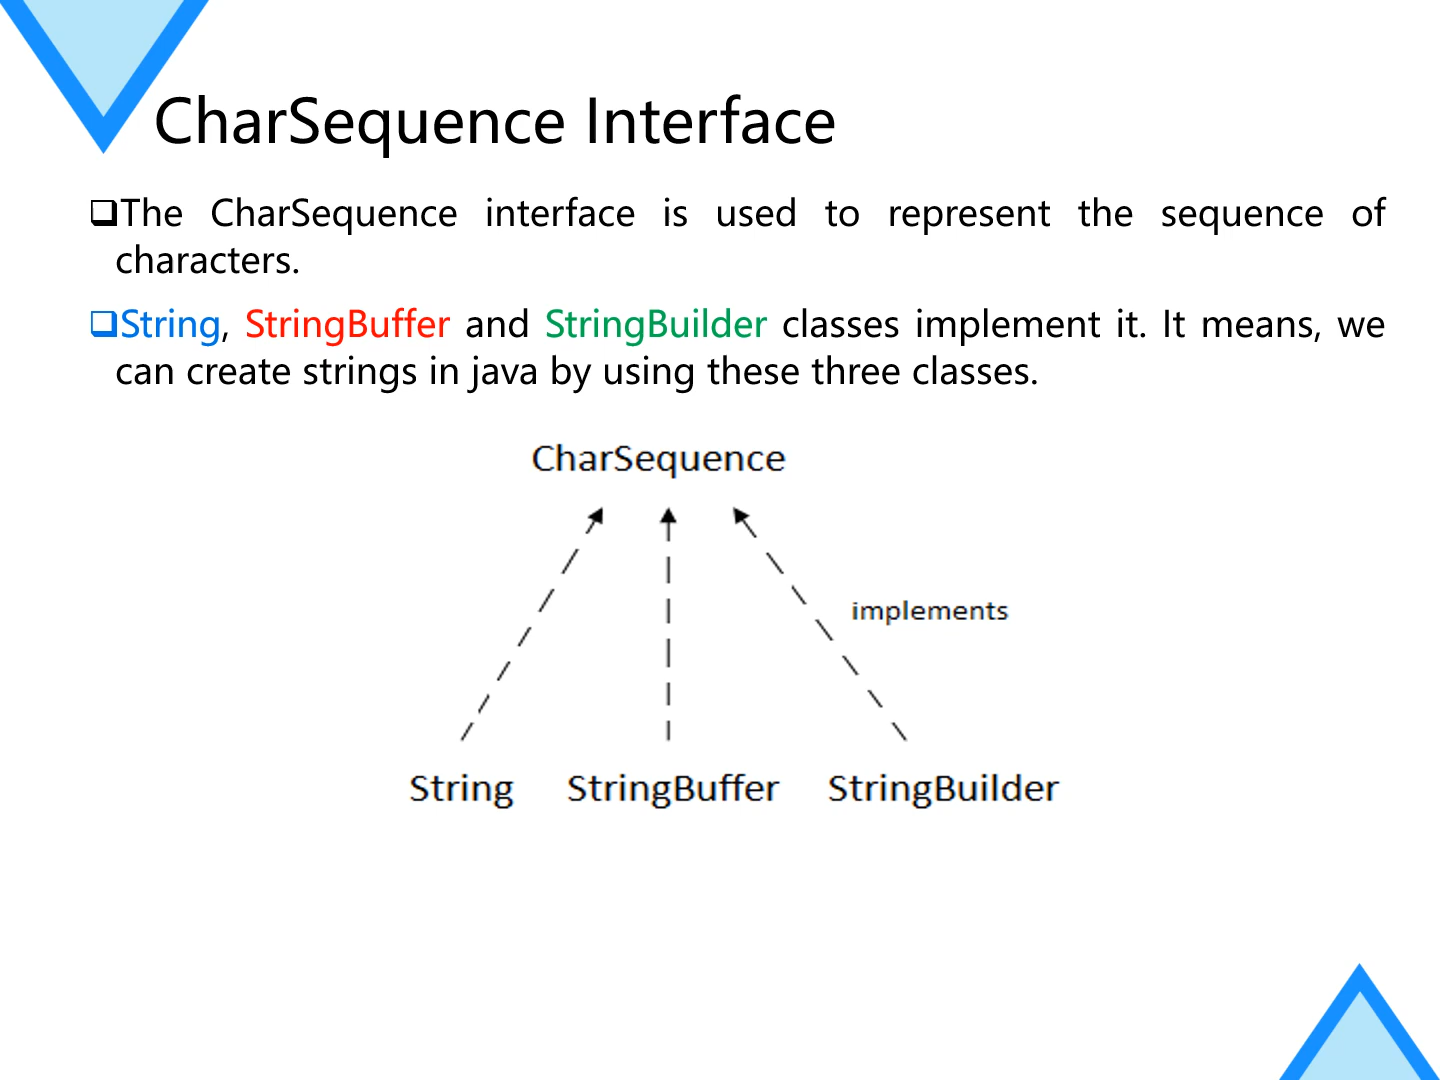 CharSequence Interface
❑The CharSequence interface is used to represent the sequence of
characters.
❑String, StringBuffer and StringBuilder classes implement it. It means, we
can create strings in java by using these three classes.
CharSequence
implements
String StringBuffer StringBuilder